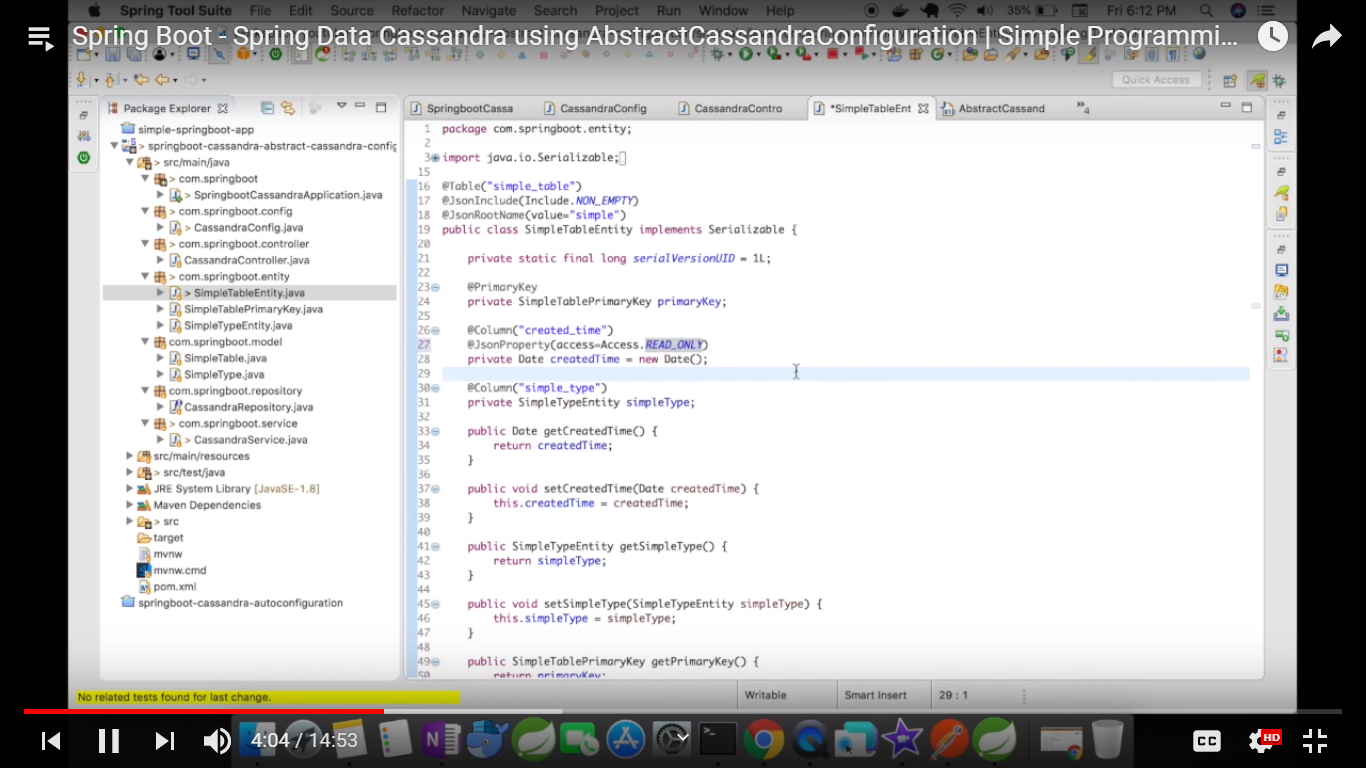 Spring Tool Suite File Edit Source Refactor Navigate Search Project Run Window Help 35% Fri 6:12 PM
Spring Boot - Spring Data Cassandra using AbstractCassandraConfiguration | Simple Programmi...
Quick Access
Package Explorer
SpringbootCassa CassandraConfig CassandraContro *SimpleTableEnt AbstractCassand »4
simple-springboot-app
> springboot-cassandra-abstract-cassandra-config
> src/main/java
> com.springboot
> SpringbootCassandraApplication.java
> com.springboot.config
> CassandraConfig.java
> com.springboot.controller
CassandraController.java
> com.springboot.entity
> SimpleTableEntity.java
SimpleTablePrimaryKey.java
SimpleTypeEntity.java
com.springboot.model
SimpleTable.java
SimpleType.java
com.springboot.repository
CassandraRepository.java
> com.springboot.service
> CassandraService.java
src/main/resources
> src/test/java
JRE System Library [JavaSE-1.8]
Maven Dependencies
> src
target
mvnw
mvnw.cmd
pom.xml
springboot-cassandra-autoconfiguration
1 package com.springboot.entity;
2
3 import java.io.Serializable;
15
16 @Table("simple_table")
17 @JsonInclude(Include.NON_EMPTY)
18 @JsonRootName(value="simple")
19 public class SimpleTableEntity implements Serializable {
20
21 private static final long serialVersionUID = 1L;
22
23 @PrimaryKey
24 private SimpleTablePrimaryKey primaryKey;
25
26 @Column("created_time")
27 @JsonProperty(access=Access.READ_ONLY)
28 private Date createdTime = new Date();
29
30 @Column("simple_type")
31 private SimpleTypeEntity simpleType;
32
33 public Date getCreatedTime() {
34 return createdTime;
35 }
36
37 public void setCreatedTime(Date createdTime) {
38 this.createdTime = createdTime;
39 }
40
41 public SimpleTypeEntity getSimpleType() {
42 return simpleType;
43 }
44
45 public void setSimpleType(SimpleTypeEntity simpleType) {
46 this.simpleType = simpleType;
47 }
48
49 public SimpleTablePrimaryKey getPrimaryKey() {
50 return primaryKey;
No related tests found for last change. Writable Smart Insert 29 : 1
4:04 / 14:53 CC HD